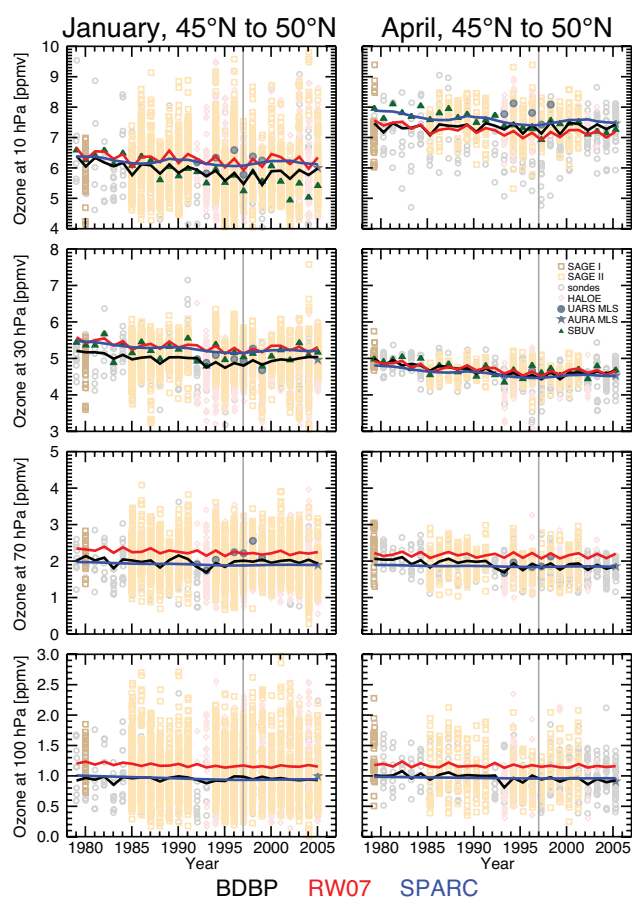 January, 45°N to 50°N
April, 45°N to 50°N
Ozone at 10 hPa [ppmv]
10
9
8
7
6
5
4
Ozone at 30 hPa [ppmv]
8
7
6
5
4
3
SAGE I
SAGE II
sondes
HALOE
UARS MLS
AURA MLS
SBUV
Ozone at 70 hPa [ppmv]
5
4
3
2
1
0
Ozone at 100 hPa [ppmv]
3.0
2.5
2.0
1.5
1.0
0.5
0.0
1980 1985 1990 1995 2000 2005
1980 1985 1990 1995 2000 2005
Year
Year
BDBP RW07 SPARC